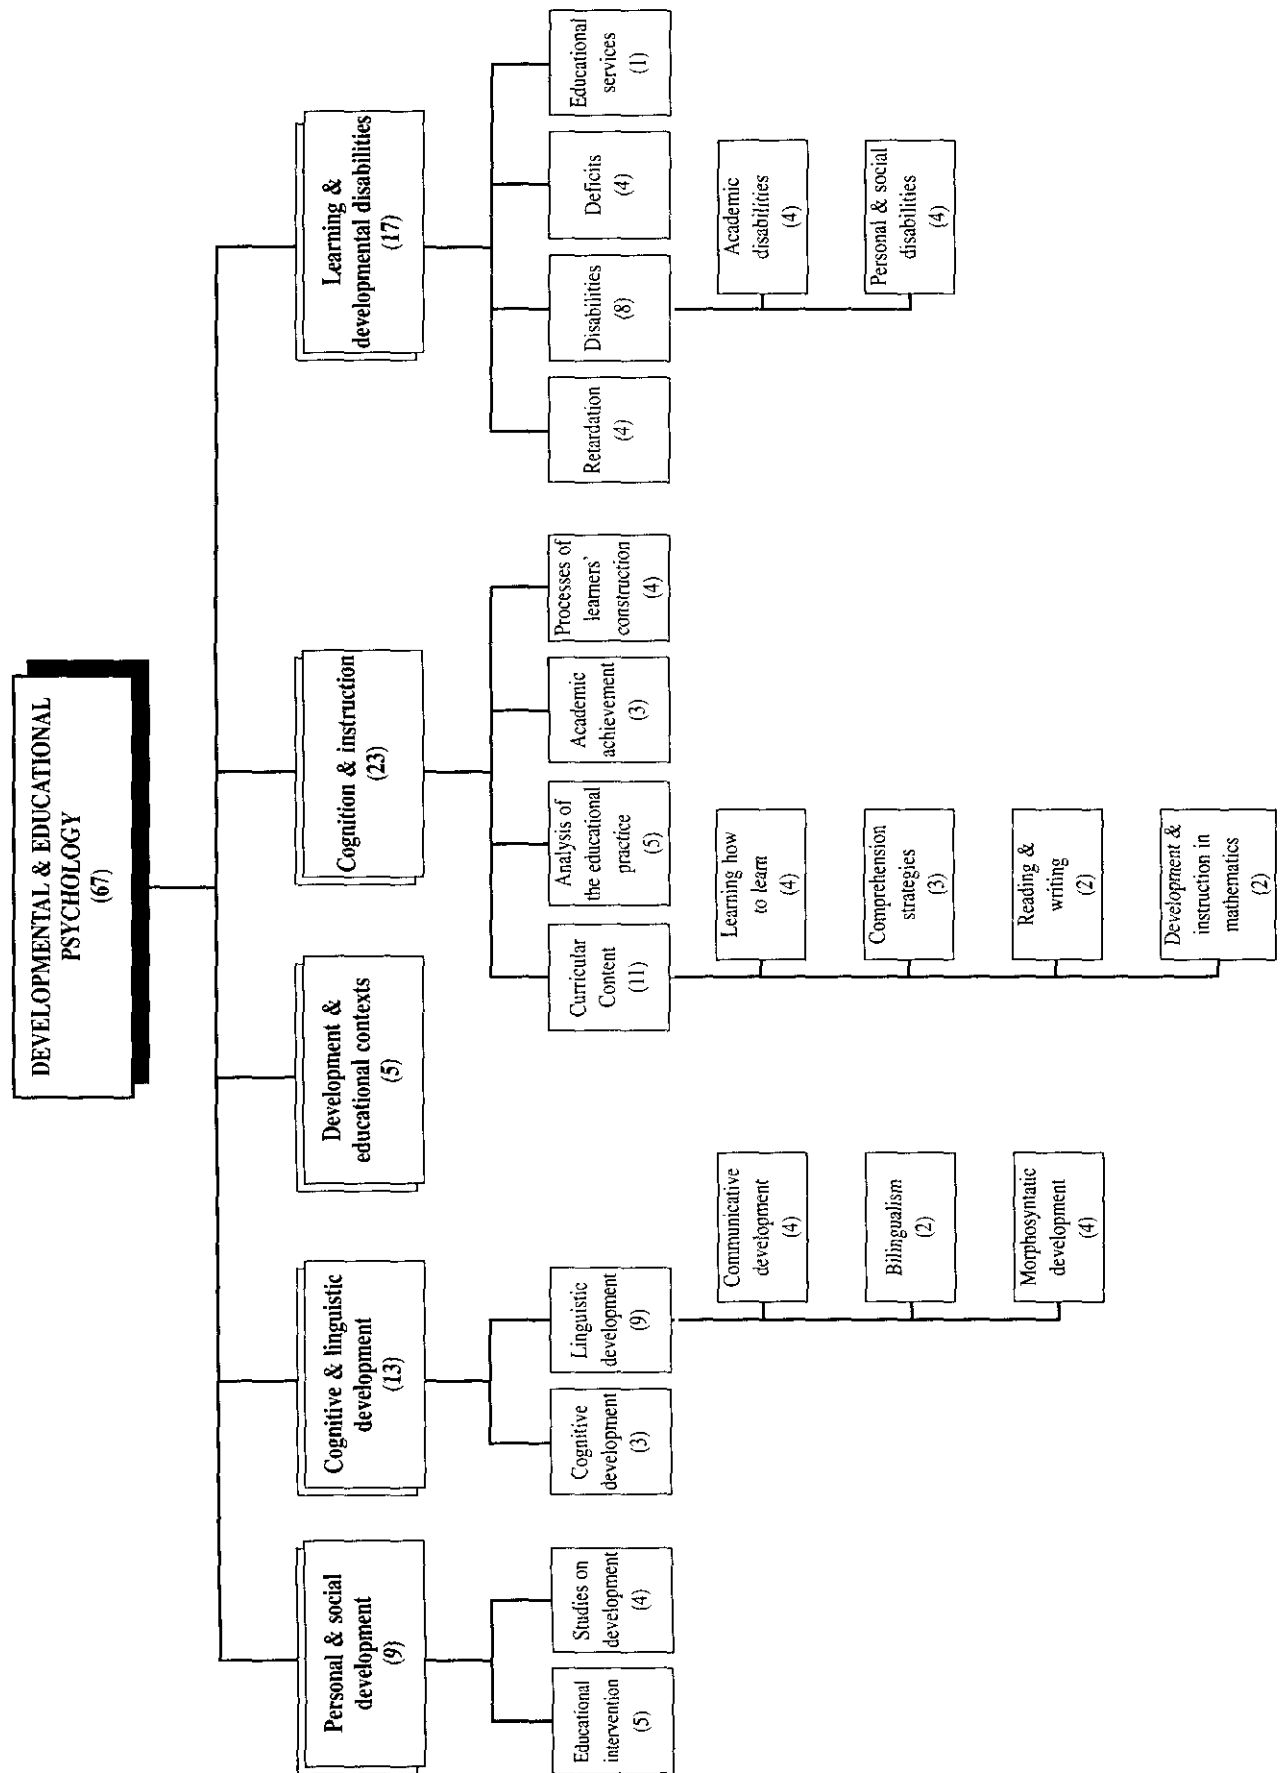 DEVELOPMENTAL & EDUCATIONAL
PSYCHOLOGY
(67)
Personal & social
development
(9)
Cognitive & linguistic
development
(13)
Development &
educational contexts
(5)
Cognition & instruction
(23)
Learning &
developmental disabilities
(17)
Educational
intervention
(5)
Studies on
development
(4)
Cognitive
development
(3)
Linguistic
development
(9)
Curricular
Content
(11)
Analysis of
the educational
practice
(5)
Academic
achievement
(3)
Processes of
learners'
construction
(4)
Retardation
(4)
Disabilities
(8)
Deficits
(4)
Educational
services
(1)
Communicative
development
(4)
Bilingualism
(2)
Morphosyntatic
development
(4)
Learning how
to learn
(4)
Comprehension
strategies
(3)
Reading &
writing
(2)
Development &
instruction in
mathematics
(2)
Academic
disabilities
(4)
Personal & social
disabilities
(4)